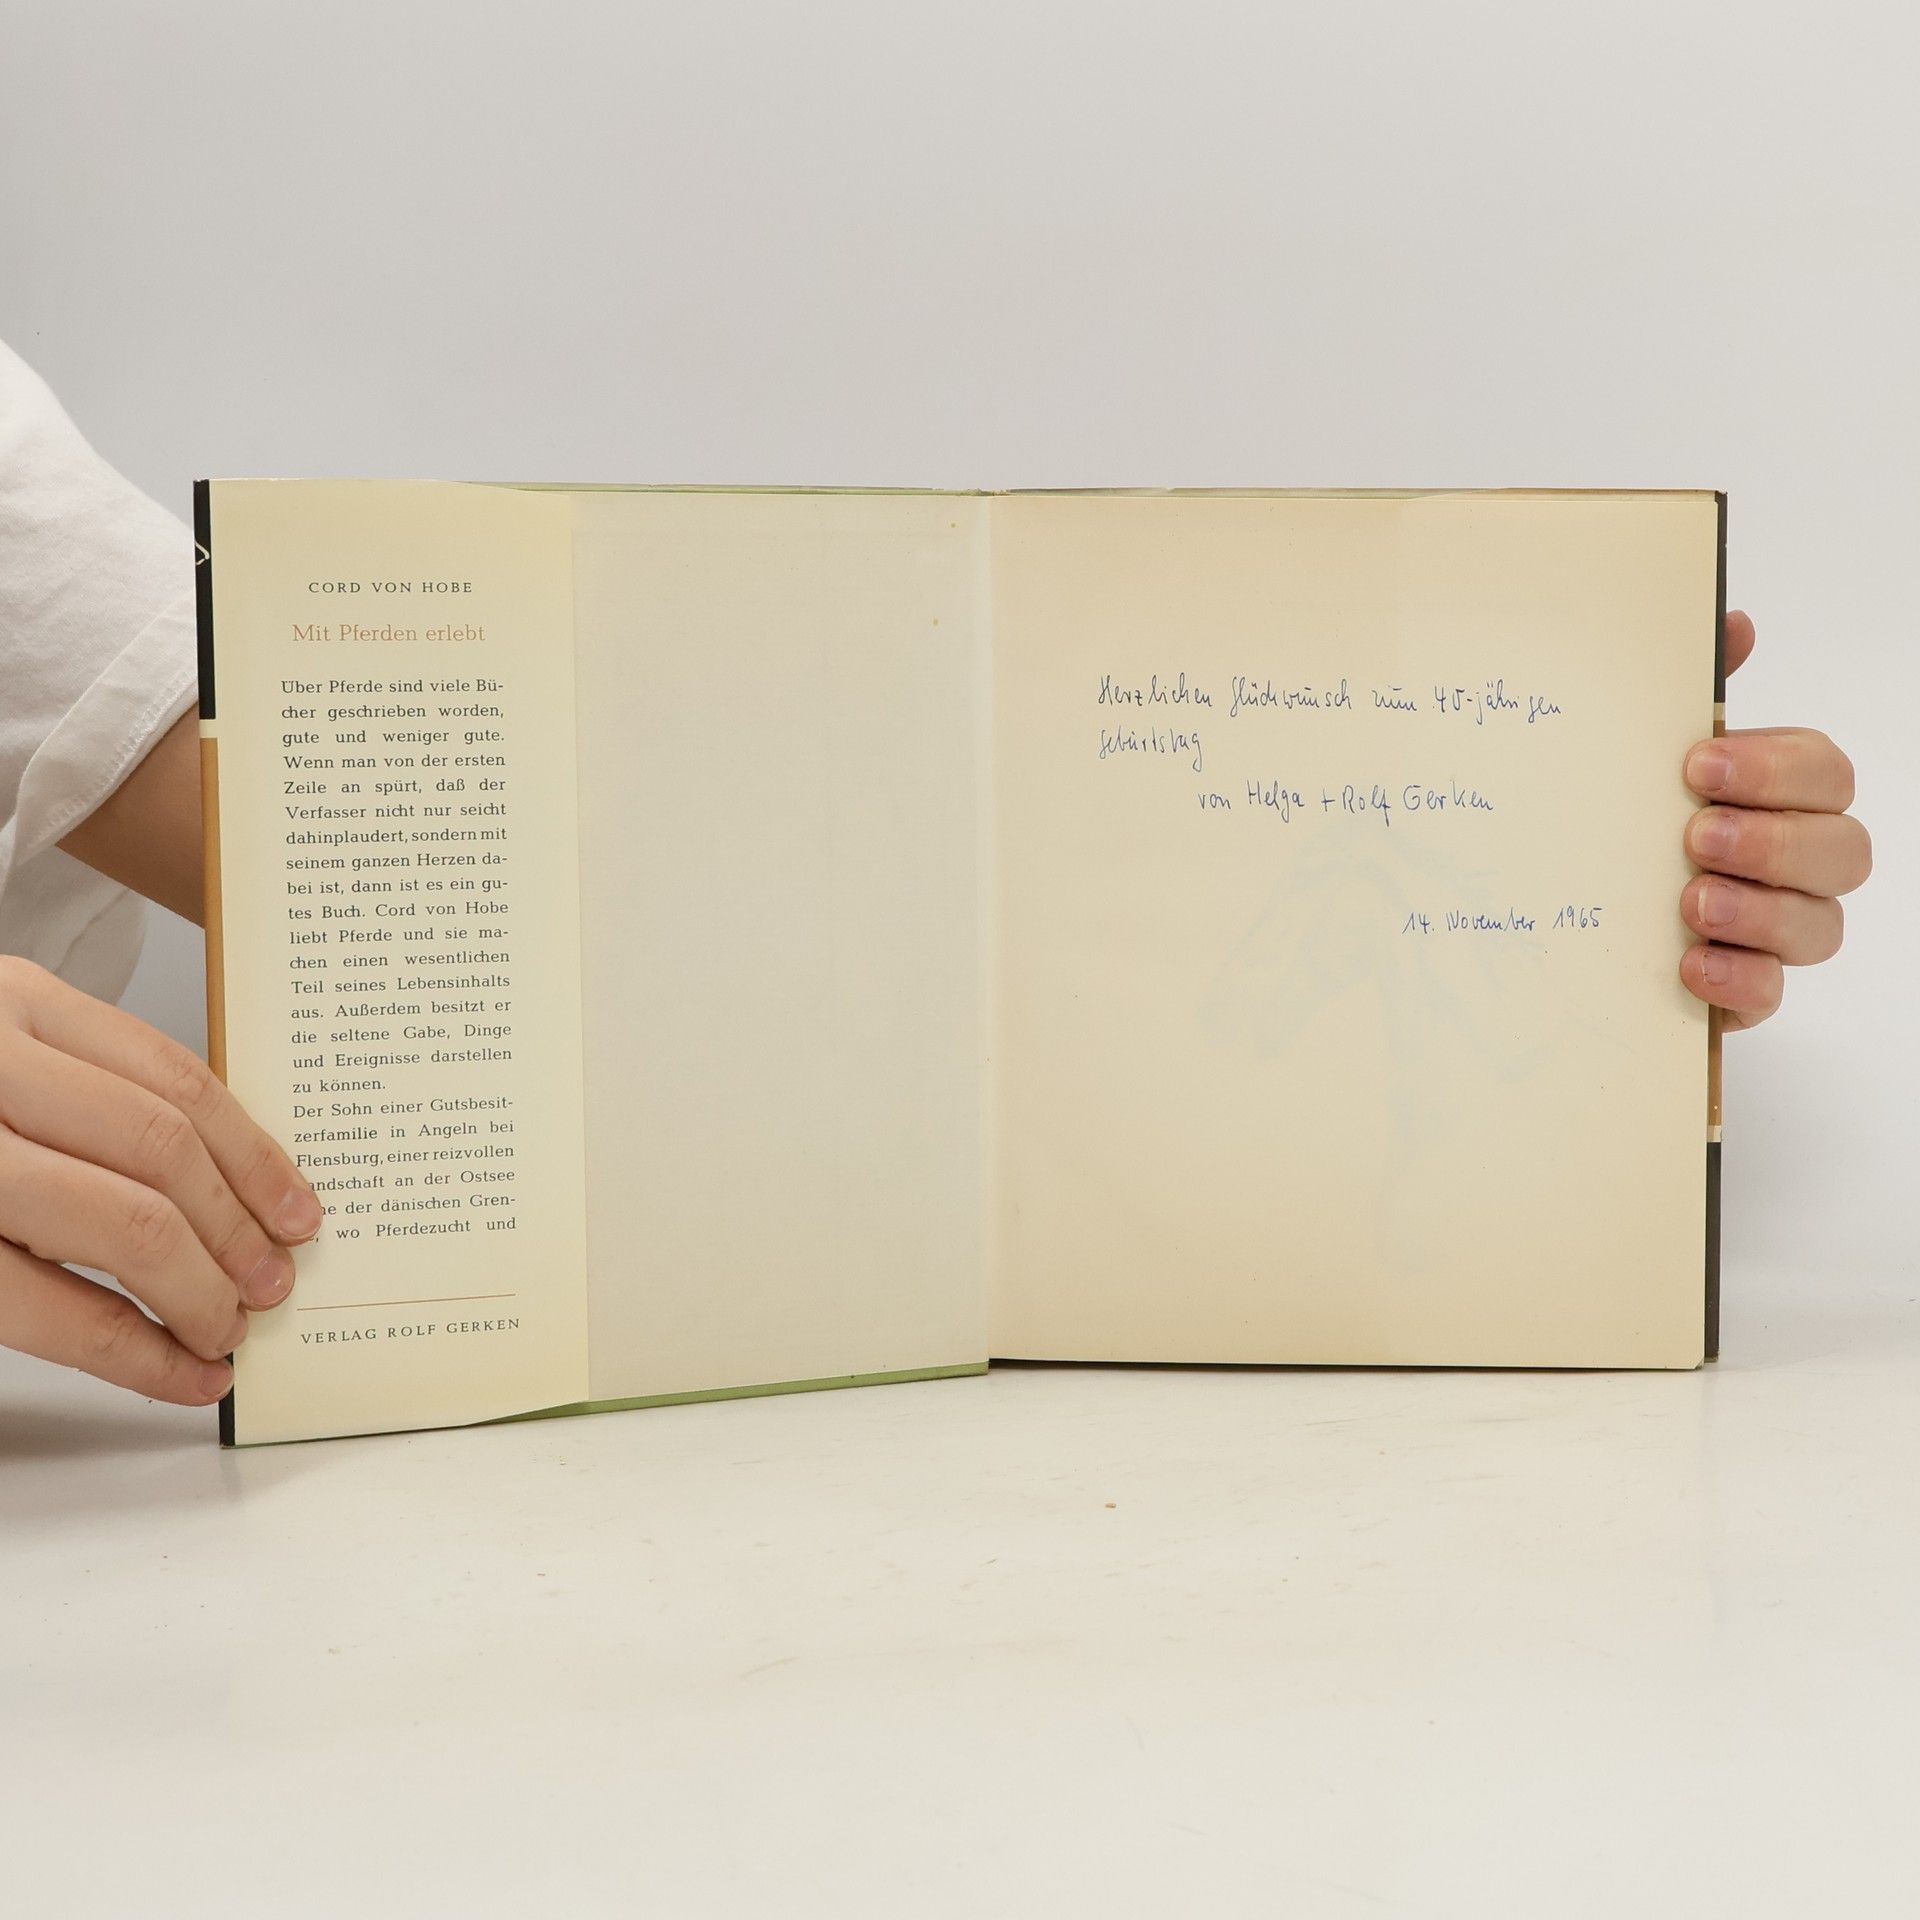 CORD VON HOBE
Mit Pferden erlebt
Über Pferde sind viele Bü-
cher geschrieben worden,
gute und weniger gute.
Wenn man von der ersten
Zeile an spürt, daß der
Verfasser nicht nur seicht
dahinplaudert, sondern mit
seinem ganzen Herzen da-
bei ist, dann ist es ein gu-
tes Buch. Cord von Hobe
liebt Pferde und sie ma-
chen einen wesentlichen
Teil seines Lebensinhalts
aus. Außerdem besitzt er
die seltene Gabe, Dinge
und Ereignisse darstellen
zu können.
Der Sohn einer Gutsbesit-
zerfamilie in Angeln bei
Flensburg, einer reizvollen
andschaft an der Ostsee
he der dänischen Gren-
, wo Pferdezucht und
VERLAG ROLF GERKEN
Herzlichen Glückwunsch zum 40-jährigen
Geburtstag
von Helga + Rolf Gerken
14. November 1965